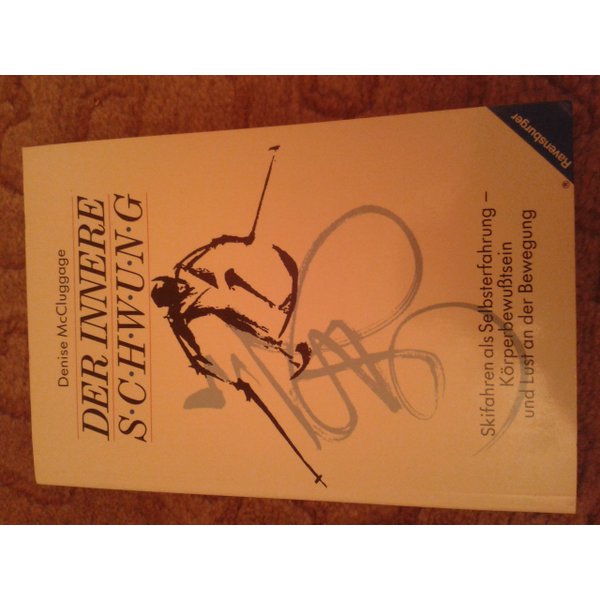 Denise McCluggage
DER INNERE
S·C·H·W·U·N·G
Skifahren als Selbsterfahrung –
Körperbewußtsein
und Lust an der Bewegung
Ravensburger
®